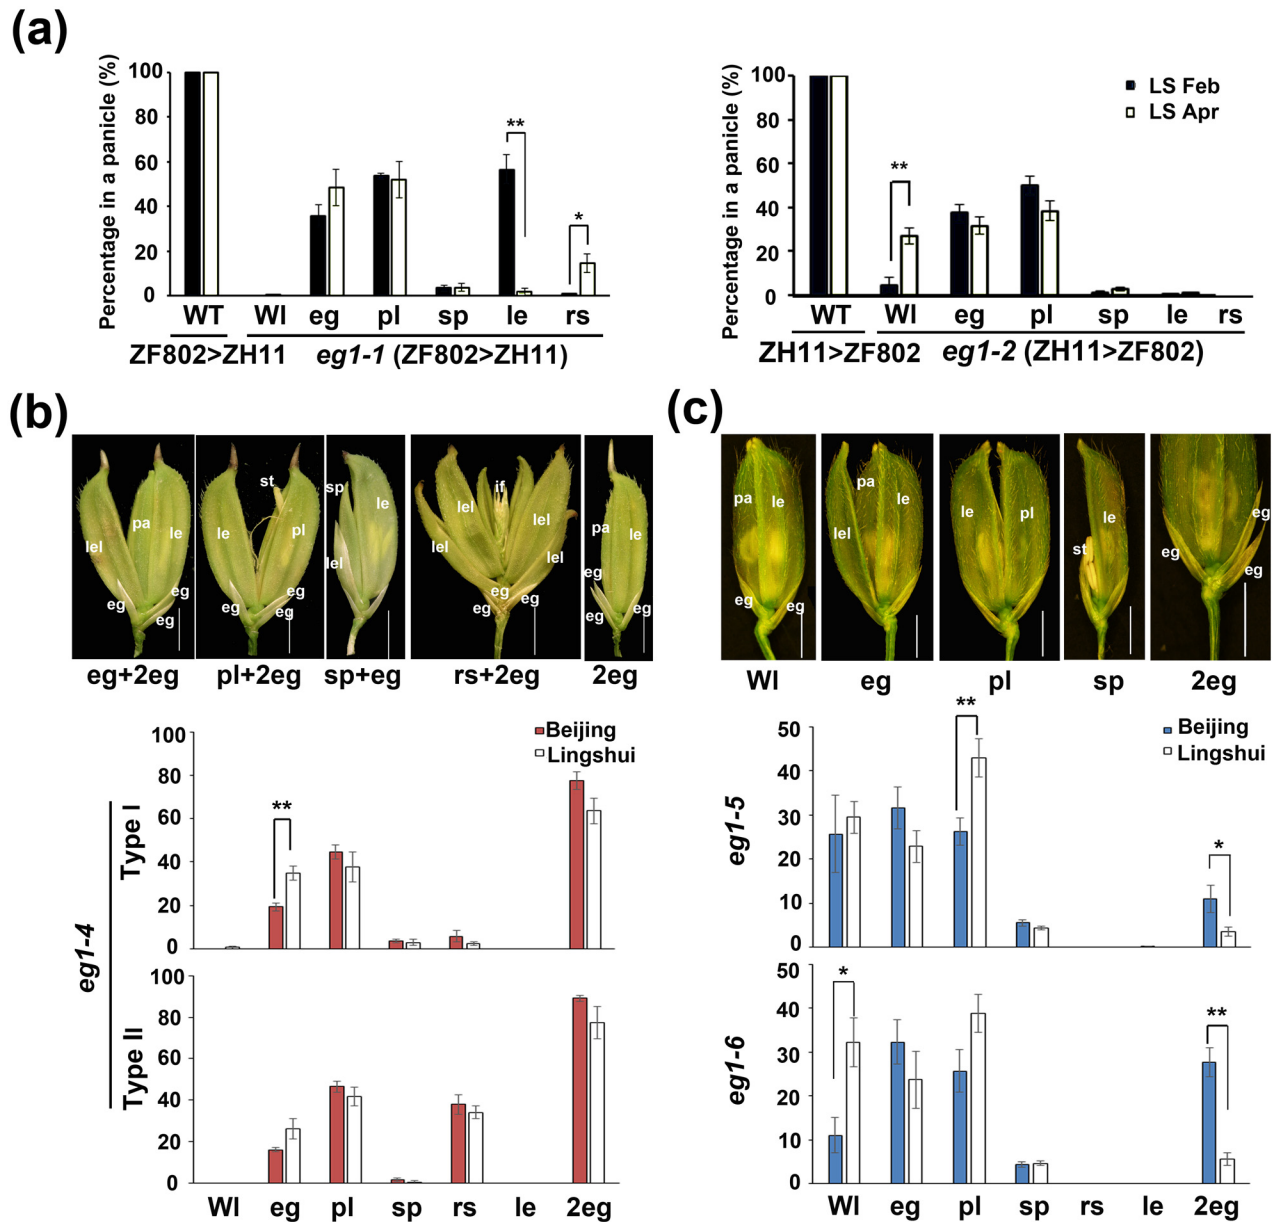 (a)
Percentage in a panicle (%)
100
80
60
40
20
0
**
*
WT
Wl
eg
pl
sp
le
rs
ZF802>ZH11
eg1-1 (ZF802>ZH11)
Percentage in a panicle (%)
100
80
60
40
20
0
**
LS Feb
LS Apr
WT
Wl
eg
pl
sp
le
rs
ZH11>ZF802
eg1-2 (ZH11>ZF802)
(b)
lel
pa
le
eg
eg
eg
st
le
pl
eg
eg
eg
sp
le
lel
if
lel
lel
lel
lel
eg
eg
eg
pa
le
eg
eg
eg+2eg
pl+2eg
sp+eg
rs+2eg
2eg
(c)
pa
le
eg
eg
pa
le
lel
le
pl
le
st
eg
eg
eg
Wl
eg
pl
sp
2eg
eg1-4
Type I
100
80
60
40
20
0
**
Beijing
Lingshui
Type II
100
80
60
40
20
0
Wl
eg
pl
sp
rs
le
2eg
eg1-5
50
40
30
20
10
0
**
*
Beijing
Lingshui
eg1-6
50
40
30
20
10
0
*
**
Wl
eg
pl
sp
rs
le
2eg